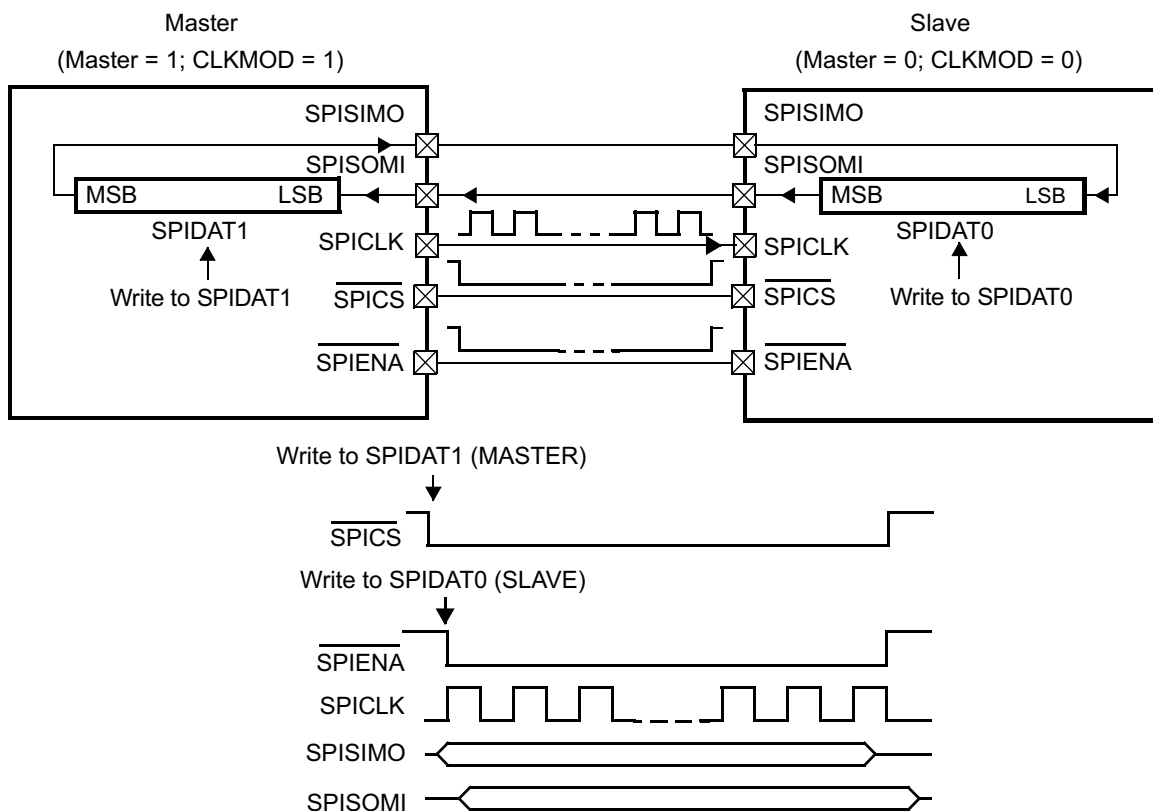 Master
(Master = 1; CLKMOD = 1)
Slave
(Master = 0; CLKMOD = 0)
SPISIMO
SPISIMO
SPISOMI
SPISOMI
MSB LSB
MSB LSB
SPIDAT1
SPIDAT0
SPICLK
SPICLK
Write to SPIDAT1
SPICS
SPICS
Write to SPIDAT0
SPIENA
SPIENA
Write to SPIDAT1 (MASTER)
SPICS
Write to SPIDAT0 (SLAVE)
SPIENA
SPICLK
SPISIMO
SPISOMI